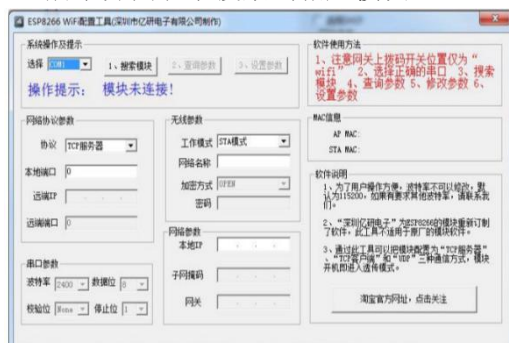 ESP8266 WiFi配置工具(深圳市亿研电子有限公司制作)
系统操作及提示
选择 COM1 1、搜索模块 2、查询参数 3、设置参数
操作提示： 模块未连接!
网络协议参数
协议 TCP服务器
本地端口 0
远端IP
远端端口 0
串口参数
波特率 2400 数据位 0
校验位 None 停止位 1
无线参数
工作模式 STA模式
网络名称
加密方式 OPEN
密码
网络参数
本地IP
子网掩码
网关
软件使用方法
1、注意网关上拨码开关位置仅为“
wifi” 2、选择正确的串口 3、搜索
模块 4、查询参数 5、修改参数 6、
设置参数
MAC信息
AP MAC:
STA MAC:
软件说明
1、为了用户操作方便，波特率不可以修改，默
认为115200，如果有要求其他波特率，请联系我
们。
2、“深圳亿研电子”为ESP8266的模块重新订制
了软件，此工具不适用于原厂的模块软件。
3、通过此工具可以把模块配置为“TCP服务器”
、“TCP客户端”和“UDP”三种通信方式，模块
开机即进入透传模式。
淘宝官方网址，点击关注